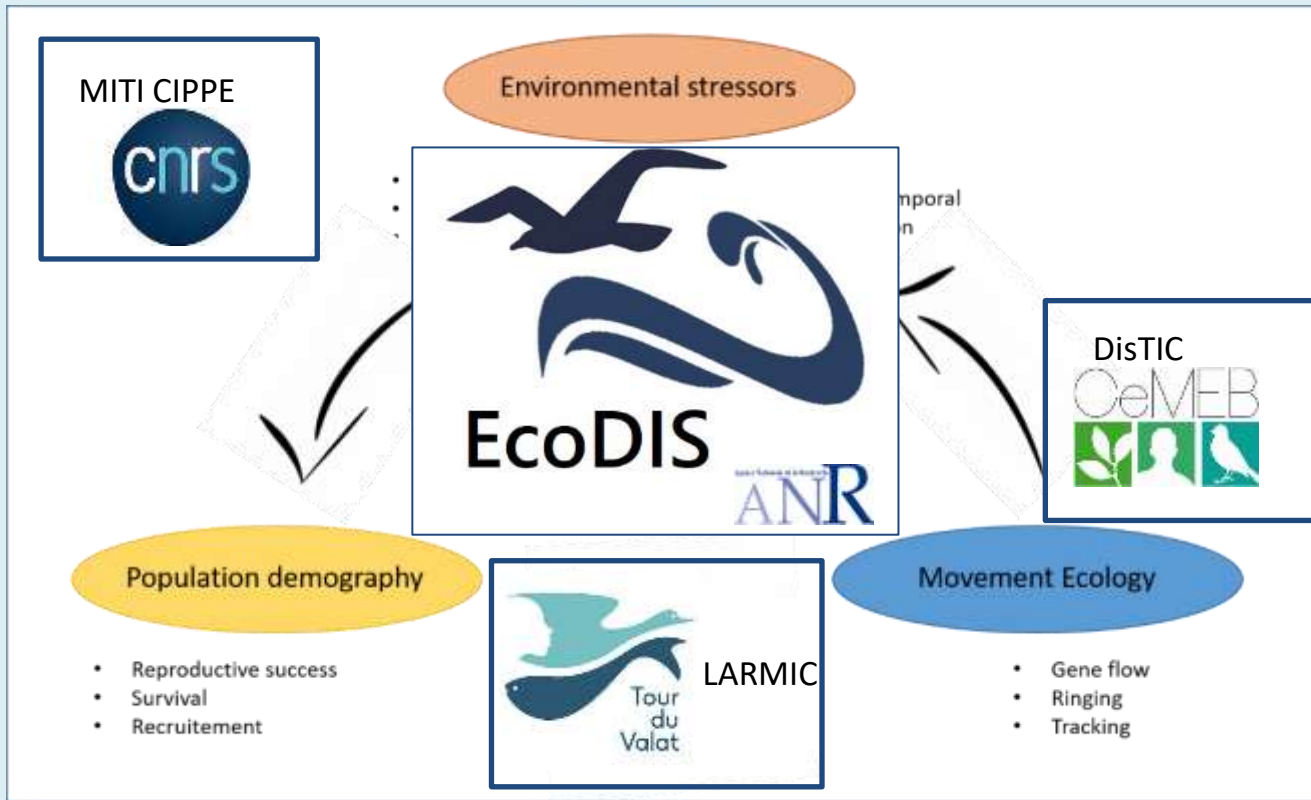 MITI CIPPE
cnrs
Environmental stressors
mporal
on
EcoDIS
ANR
DisTIC
CeMEB
Population demography
• Reproductive success
• Survival
• Recruitement
Tour
du
Valat
LARMIC
Movement Ecology
• Gene flow
• Ringing
• Tracking